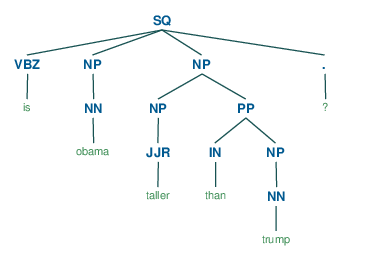 SQ
VBZ NP NP .
is NN NP PP ?
obama JJR IN NP
taller than NN
trump